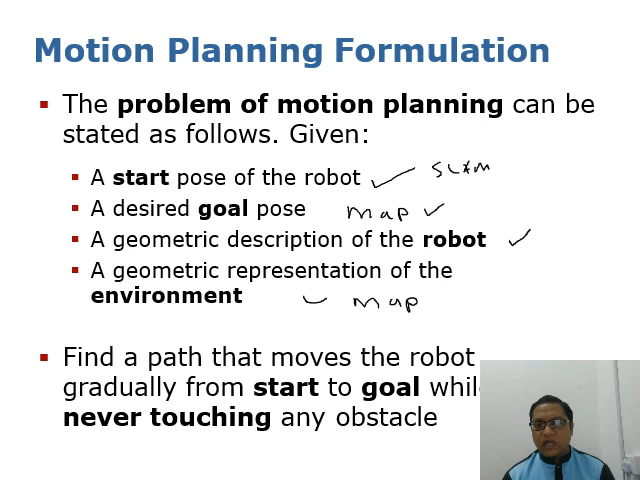 Motion Planning Formulation
The problem of motion planning can be
stated as follows. Given:
A start pose of the robot SLAM
A desired goal pose map
A geometric description of the robot
A geometric representation of the
environment map
Find a path that moves the robot
gradually from start to goal whil
never touching any obstacle